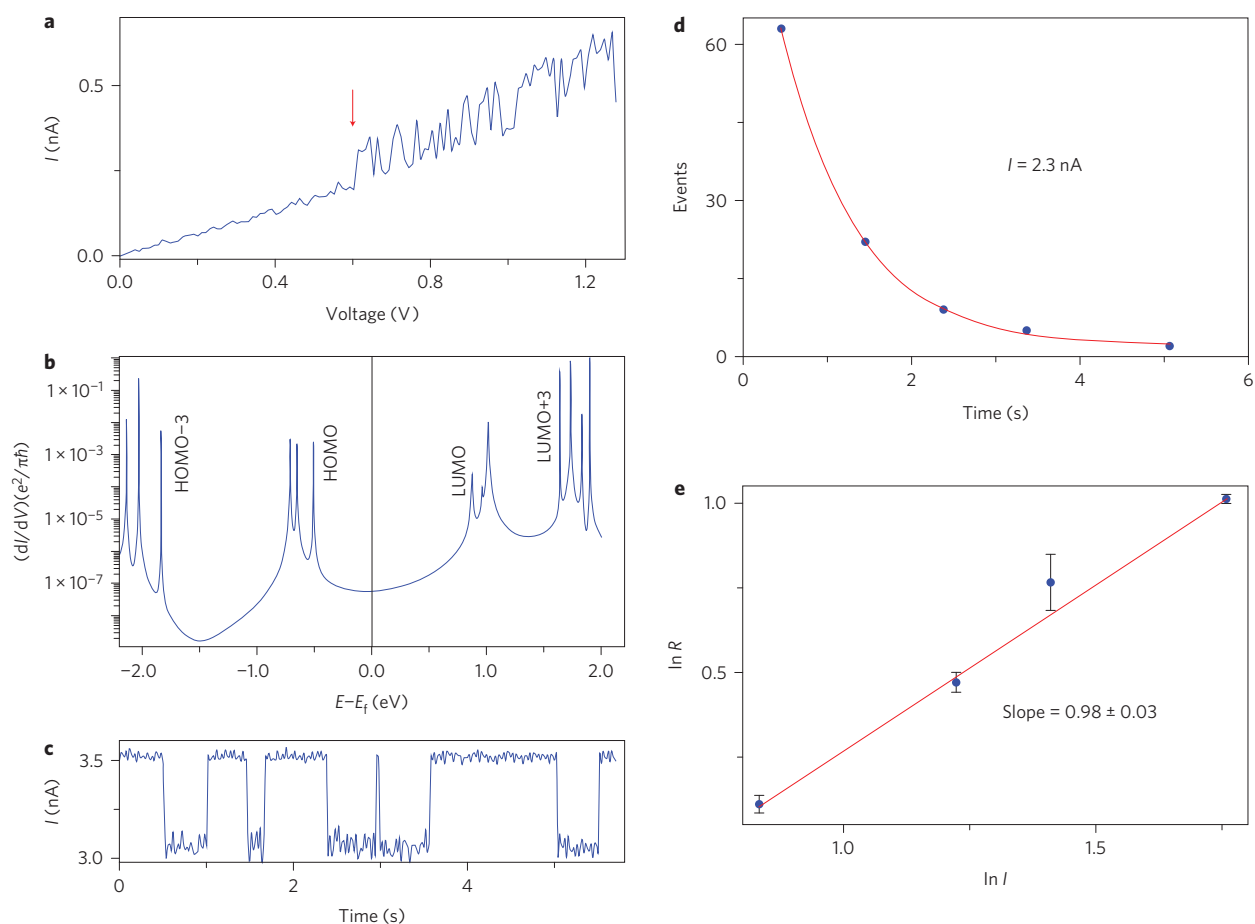 a
I (nA)
0.5
0.0
0.0 0.4 0.8 1.2
Voltage (V)
b
(dI/dV)(e²/πħ)
1 × 10⁻¹
1 × 10⁻³
1 × 10⁻⁵
1 × 10⁻⁷
HOMO−3
HOMO
LUMO
LUMO+3
−2.0 −1.0 0.0 1.0 2.0
E−E_f (eV)
c
I (nA)
3.5
3.0
0 2 4
Time (s)
d
Events
60
30
0
I = 2.3 nA
0 2 4 6
Time (s)
e
ln R
1.0
0.5
Slope = 0.98 ± 0.03
1.0 1.5
ln I